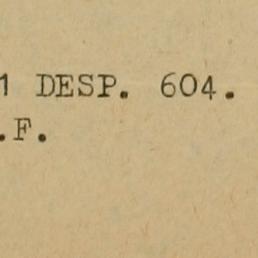 1 DESP. 604.
.F.